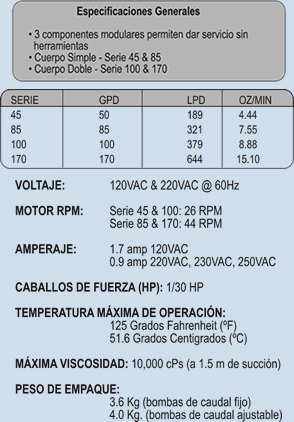 Especificaciones Generales
• 3 componentes modulares permiten dar servicio sin
herramientas
• Cuerpo Simple - Serie 45 & 85
• Cuerpo Doble - Serie 100 & 170
SERIE GPD LPD OZ/MIN
45 50 189 4.44
85 85 321 7.55
100 100 379 8.88
170 170 644 15.10
VOLTAJE: 120VAC & 220VAC @ 60Hz
MOTOR RPM: Serie 45 & 100: 26 RPM
Serie 85 & 170: 44 RPM
AMPERAJE: 1.7 amp 120VAC
0.9 amp 220VAC, 230VAC, 250VAC
CABALLOS DE FUERZA (HP): 1/30 HP
TEMPERATURA MÁXIMA DE OPERACIÓN:
125 Grados Fahrenheit (ºF)
51.6 Grados Centigrados (ºC)
MÁXIMA VISCOSIDAD: 10,000 cPs (a 1.5 m de succión)
PESO DE EMPAQUE:
3.6 Kg (bombas de caudal fijo)
4.0 Kg. (bombas de caudal ajustable)